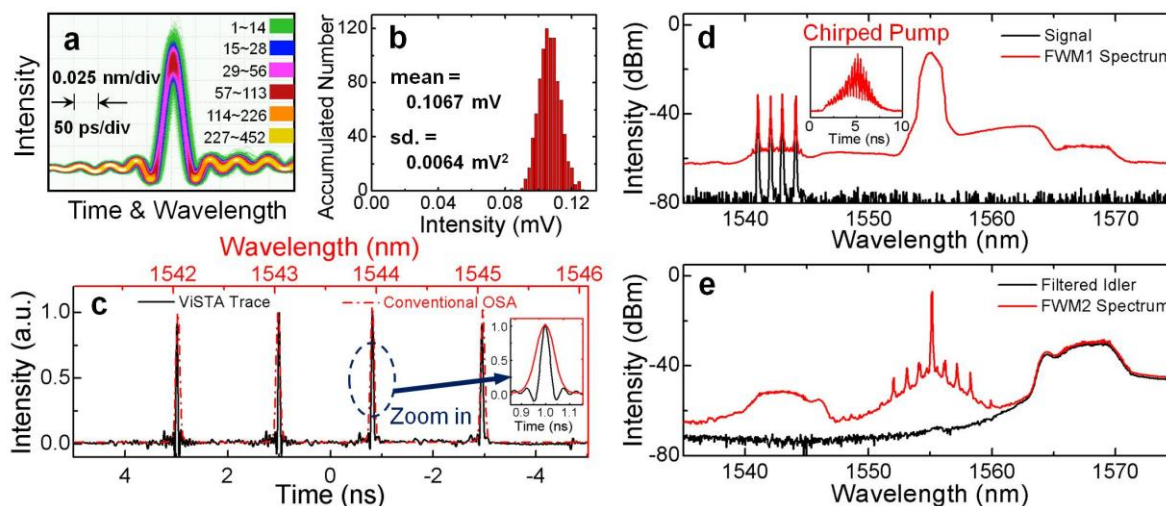 a
1~14
15~28
29~56
57~113
114~226
227~452
0.025 nm/div
50 ps/div
Intensity
Time & Wavelength
b
mean =
0.1067 mV
sd. =
0.0064 mV²
Accumulated Number
120
80
40
0
0.00 0.04 0.08 0.12
Intensity (mV)
Wavelength (nm)
1542 1543 1544 1545 1546
c
ViSTA Trace
Conventional OSA
Intensity (a.u.)
1.0
0.5
0.0
Zoom in
1.0
0.5
0.0
0.9 1.0 1.1
Time (ns)
4 2 0 -2 -4
Time (ns)
d
Chirped Pump
Signal
FWM1 Spectrum
0 5 10
Time (ns)
Intensity (dBm)
0
-40
-80
1540 1550 1560 1570
Wavelength (nm)
e
Filtered Idler
FWM2 Spectrum
Intensity (dBm)
0
-40
-80
1540 1550 1560 1570
Wavelength (nm)